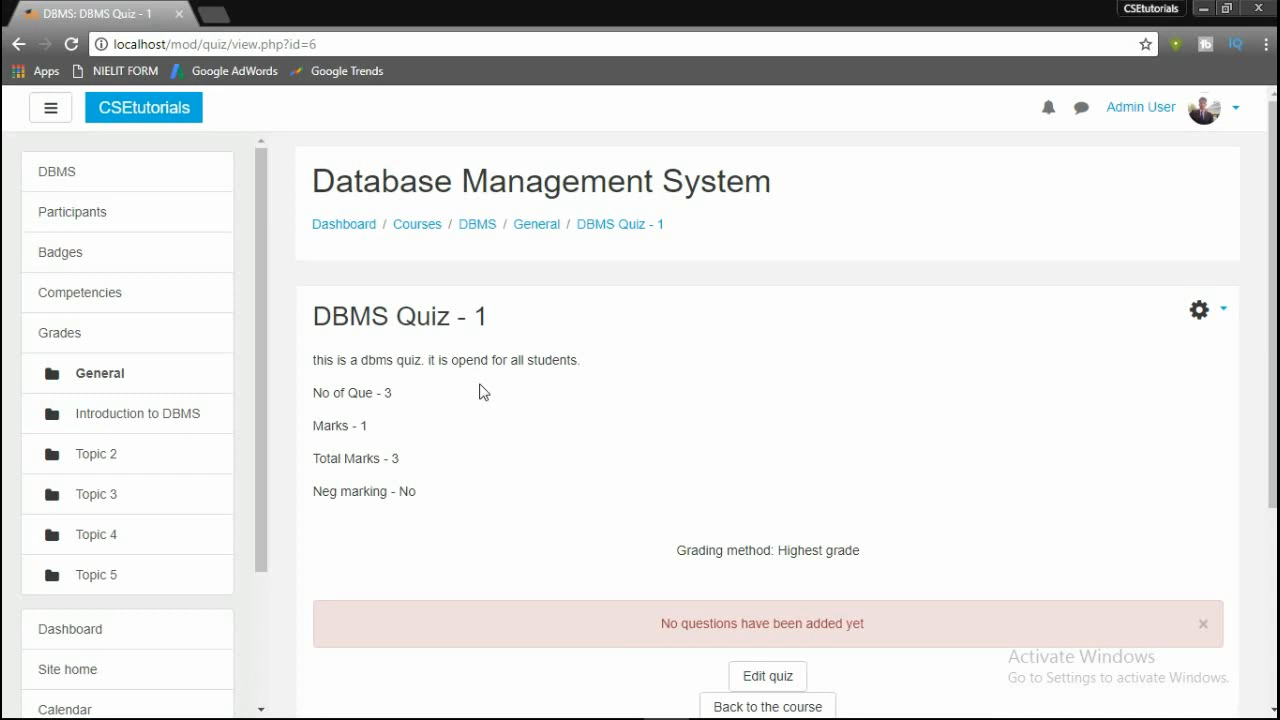 DBMS: DBMS Quiz - 1
CSEtutorials
localhost/mod/quiz/view.php?id=6
Apps NIELIT FORM Google AdWords Google Trends
CSEtutorials
Admin User
DBMS
Participants
Badges
Competencies
Grades
General
Introduction to DBMS
Topic 2
Topic 3
Topic 4
Topic 5
Dashboard
Site home
Calendar
Database Management System
Dashboard / Courses / DBMS / General / DBMS Quiz - 1
DBMS Quiz - 1
this is a dbms quiz. it is opend for all students.
No of Que - 3
Marks - 1
Total Marks - 3
Neg marking - No
Grading method: Highest grade
No questions have been added yet
Edit quiz
Back to the course
Activate Windows
Go to Settings to activate Windows.